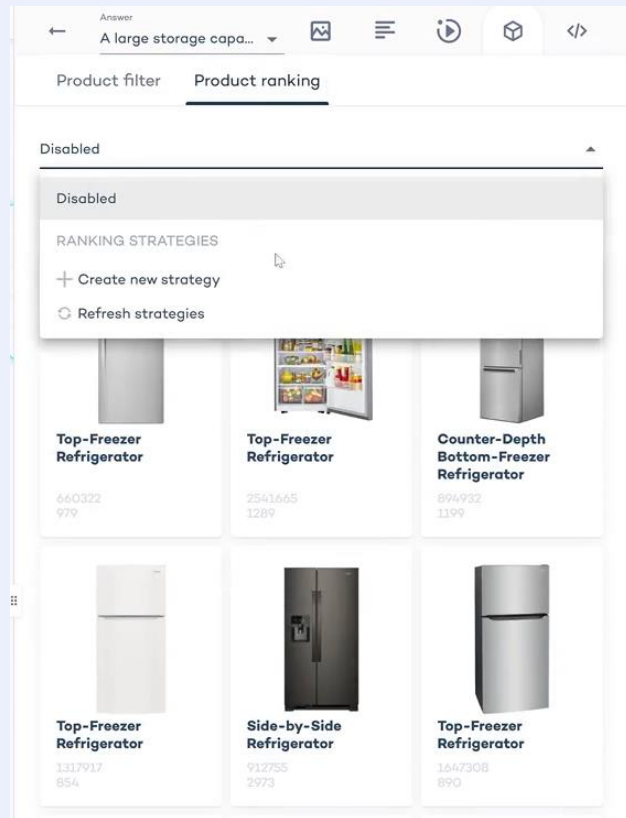 Answer
A large storage capa...
</>
Product filter
Product ranking
Disabled
Disabled
RANKING STRATEGIES
Create new strategy
Refresh strategies
Top-Freezer
Refrigerator
660322
979
Top-Freezer
Refrigerator
2541665
1289
Counter-Depth
Bottom-Freezer
Refrigerator
894932
1199
Top-Freezer
Refrigerator
1317917
854
Side-by-Side
Refrigerator
912755
2973
Top-Freezer
Refrigerator
1647308
890